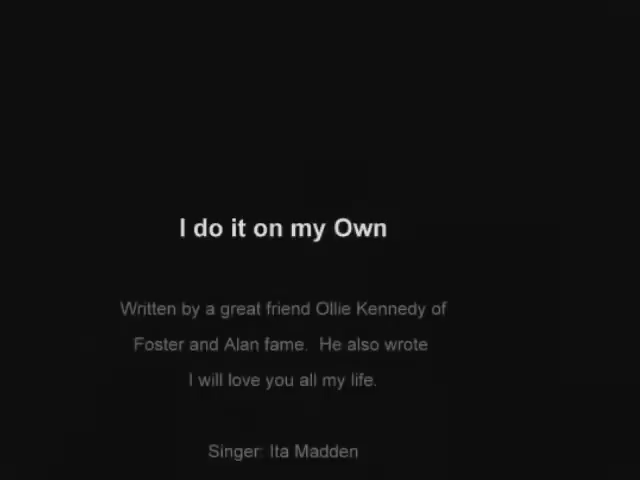 I do it on my Own
Written by a great friend Ollie Kennedy of
Foster and Alan fame. He also wrote
I will love you all my life.
Singer: Ita Madden